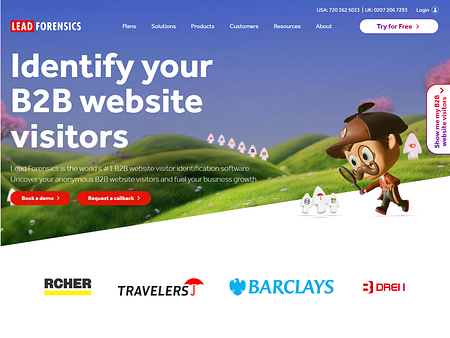 USA: 720 362 5033 | UK: 0207 206 7293 Login
LEAD FORENSICS
Plans Solutions Products Customers Resources About
Try for Free >
Identify your
B2B website
visitors
Show me my B2B
website visitors
Lead Forensics is the world's #1 B2B website visitor identification software.
Uncover your anonymous B2B website visitors and fuel your business growth.
Book a demo >
Request a callback >
RCHER
TRAVELERS
BARCLAYS
DREI